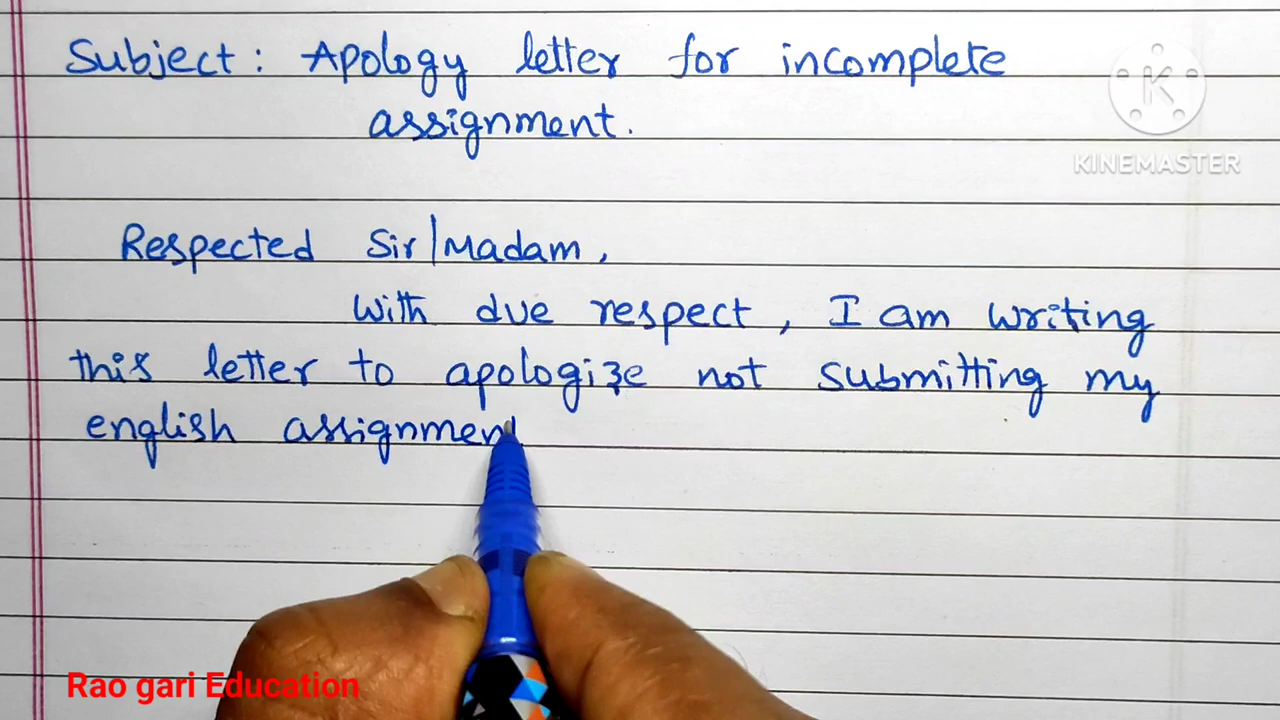 Subject: Apology letter for incomplete
assignment.
K
KINEMASTER
Respected Sir/Madam,
With due respect, I am writing
this letter to apologize not submitting my
english assignment
Rao gari Education